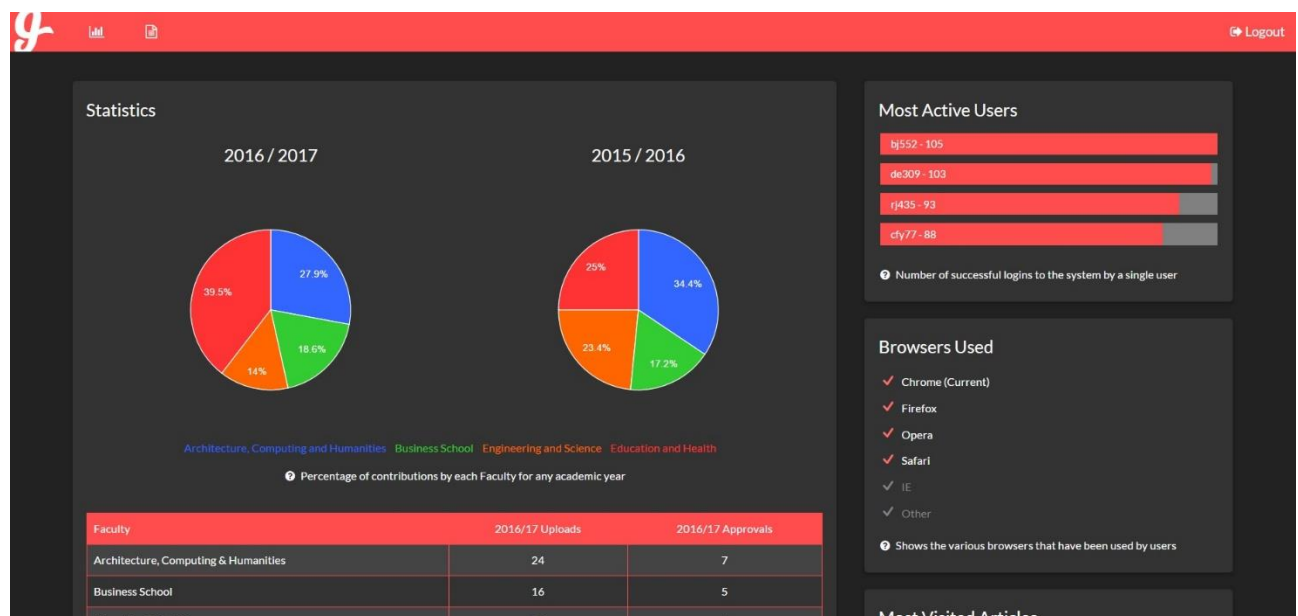 Logout
Statistics
2016 / 2017
2015 / 2016
27.9%
39.5%
18.6%
14%
25%
34.4%
23.4%
17.2%
Architecture, Computing and Humanities Business School Engineering and Science Education and Health
Percentage of contributions by each Faculty for any academic year
Faculty 2016/17 Uploads 2016/17 Approvals
Architecture, Computing & Humanities 24 7
Business School 16 5
Most Active Users
bj552 - 105
de309 - 103
rj435 - 93
cfy77 - 88
Number of successful logins to the system by a single user
Browsers Used
Chrome (Current)
Firefox
Opera
Safari
IE
Other
Shows the various browsers that have been used by users
Most Visited Articles